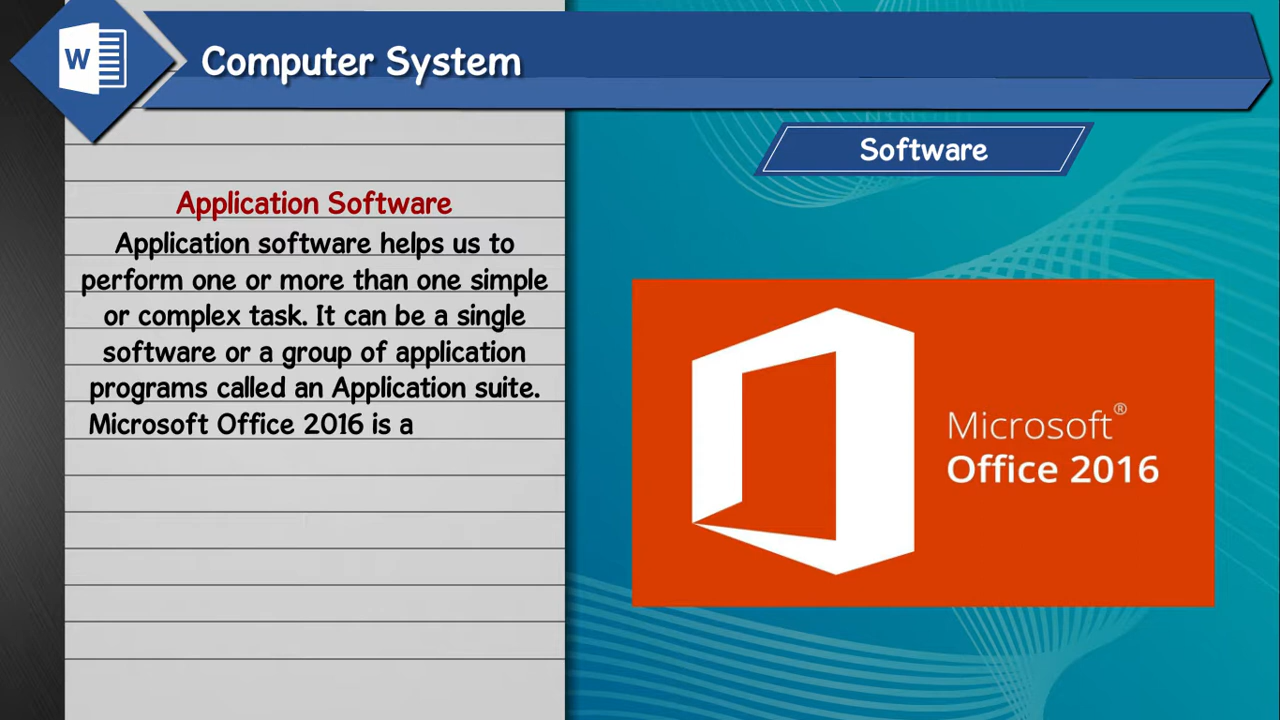 W
Computer System
Software
Application Software
Application software helps us to
perform one or more than one simple
or complex task. It can be a single
software or a group of application
programs called an Application suite.
Microsoft Office 2016 is a
Microsoft®
Office 2016